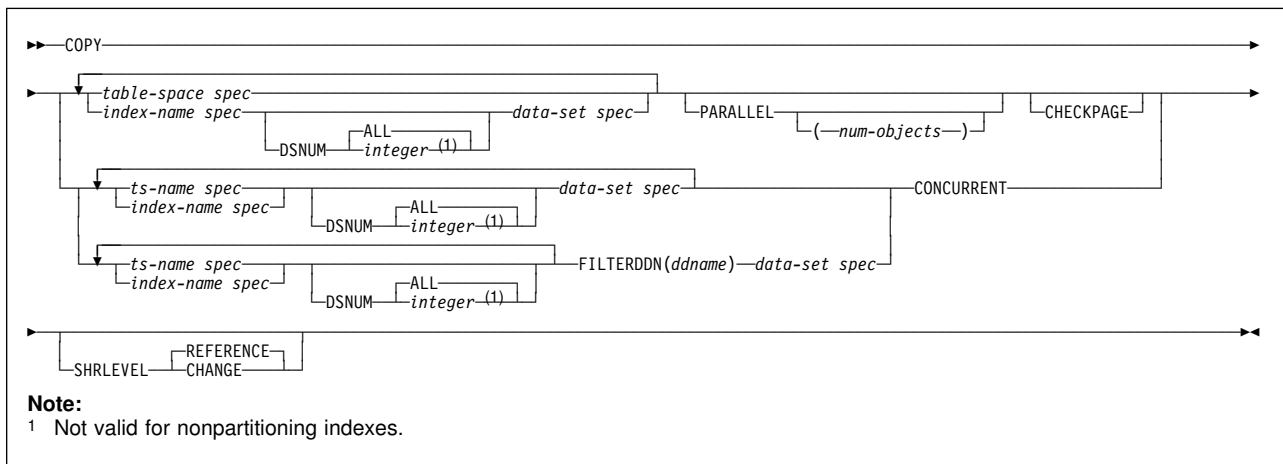 COPY
table-space spec
index-name spec data-set spec PARALLEL CHECKPAGE
ALL ( num-objects )
DSNUM integer (1)
ts-name spec data-set spec CONCURRENT
index-name spec ALL
DSNUM integer (1)
ts-name spec FILTERDDN(ddname) data-set spec
index-name spec ALL
DSNUM integer (1)
REFERENCE
SHRLEVEL CHANGE
Note:
1 Not valid for nonpartitioning indexes.